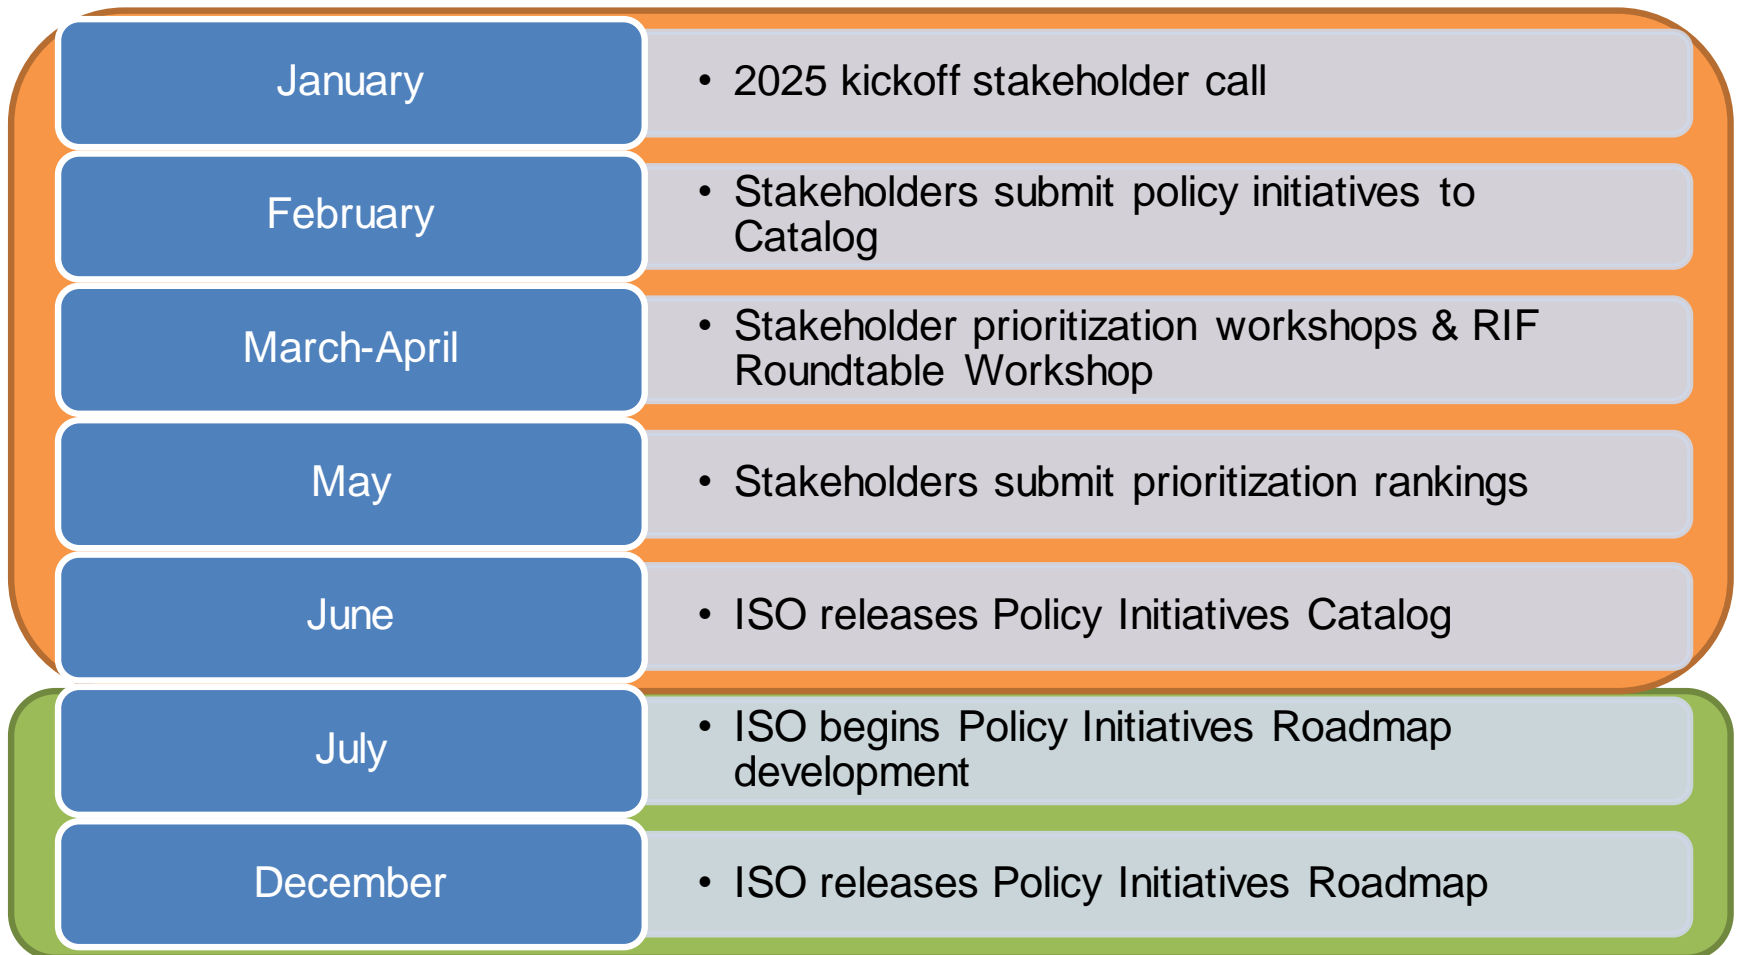 January
• 2025 kickoff stakeholder call
February
• Stakeholders submit policy initiatives to
Catalog
March-April
• Stakeholder prioritization workshops & RIF
Roundtable Workshop
May
• Stakeholders submit prioritization rankings
June
• ISO releases Policy Initiatives Catalog
July
• ISO begins Policy Initiatives Roadmap
development
December
• ISO releases Policy Initiatives Roadmap